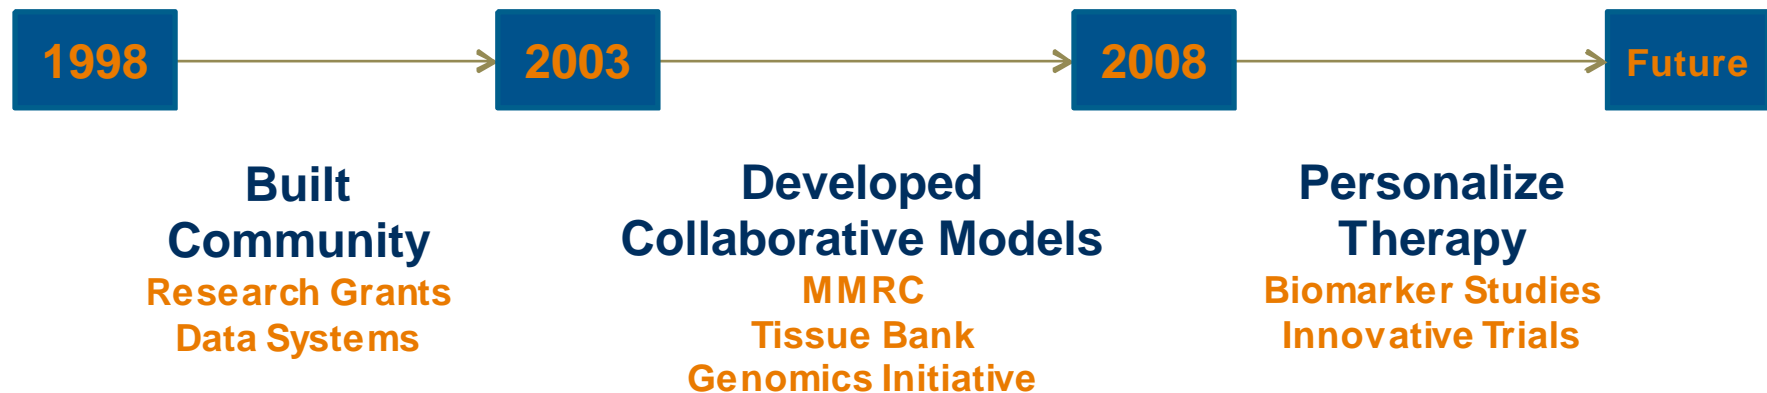 1998
2003
2008
Future
Built
Community
Research Grants
Data Systems
Developed
Collaborative Models
MMRC
Tissue Bank
Genomics Initiative
Personalize
Therapy
Biomarker Studies
Innovative Trials